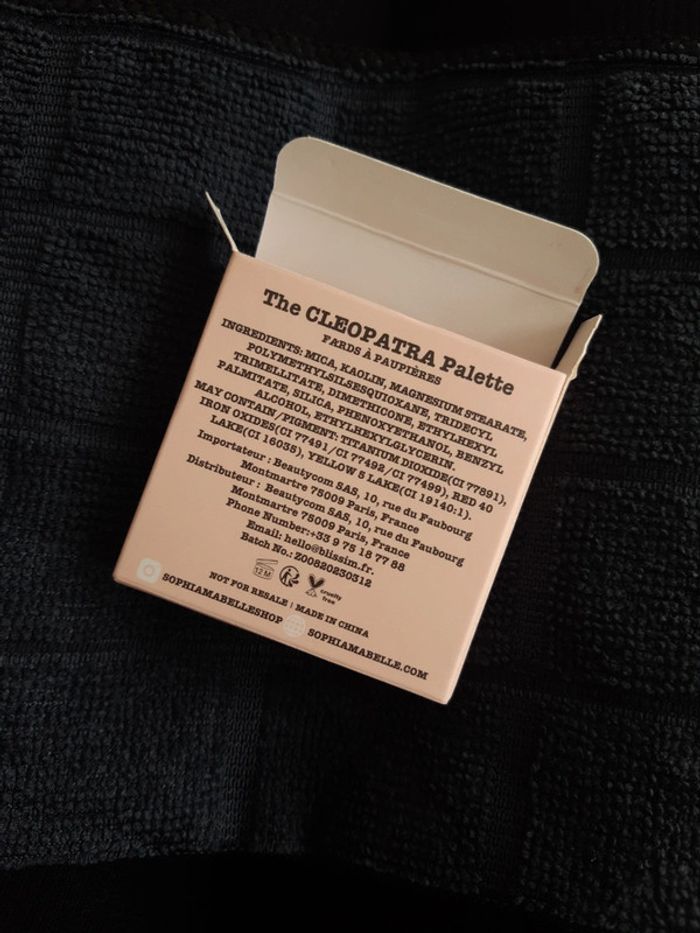 The CLEOPATRA Palette
FARDS À PAUPIÈRES
INGREDIENTS: MICA, KAOLIN, MAGNESIUM STEARATE,
POLYMETHYLSILSESQUIOXANE, TRIDECYL
TRIMELLITATE, DIMETHICONE, ETHYLHEXYL
PALMITATE, SILICA, PHENOXYETHANOL, BENZYL
ALCOHOL, ETHYLHEXYLGLYCERIN.
MAY CONTAIN/PIGMENT: TITANIUM DIOXIDE(CI 77891),
IRON OXIDES(CI 77491/CI 77492/CI 77499), RED 40
LAKE(CI 16035), YELLOW 5 LAKE(CI 19140:1).
Importateur : Beautycom SAS, 10, rue du Faubourg
Montmartre 75009 Paris, France
Distributeur : Beautycom SAS, 10, rue du Faubourg
Montmartre 75009 Paris, France
Phone Number:+33 9 75 18 77 88
Email: hello@blissim.fr.
Batch No.: Z00820230312
12 M
cruelty
free
NOT FOR RESALE | MADE IN CHINA
SOPHIAMABELLESHOP SOPHIAMABELLE.COM